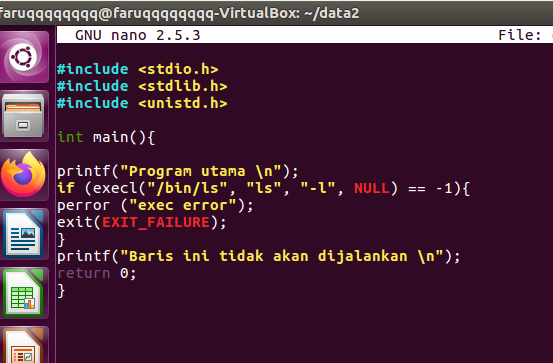 faruqqqqqqqq@faruqqqqqqqq-VirtualBox: ~/data2
GNU nano 2.5.3 File:
#include <stdio.h>
#include <stdlib.h>
#include <unistd.h>
int main(){
printf("Program utama \n");
if (execl("/bin/ls", "ls", "-l", NULL) == -1){
perror ("exec error");
exit(EXIT_FAILURE);
}
printf("Baris ini tidak akan dijalankan \n");
return 0;
}